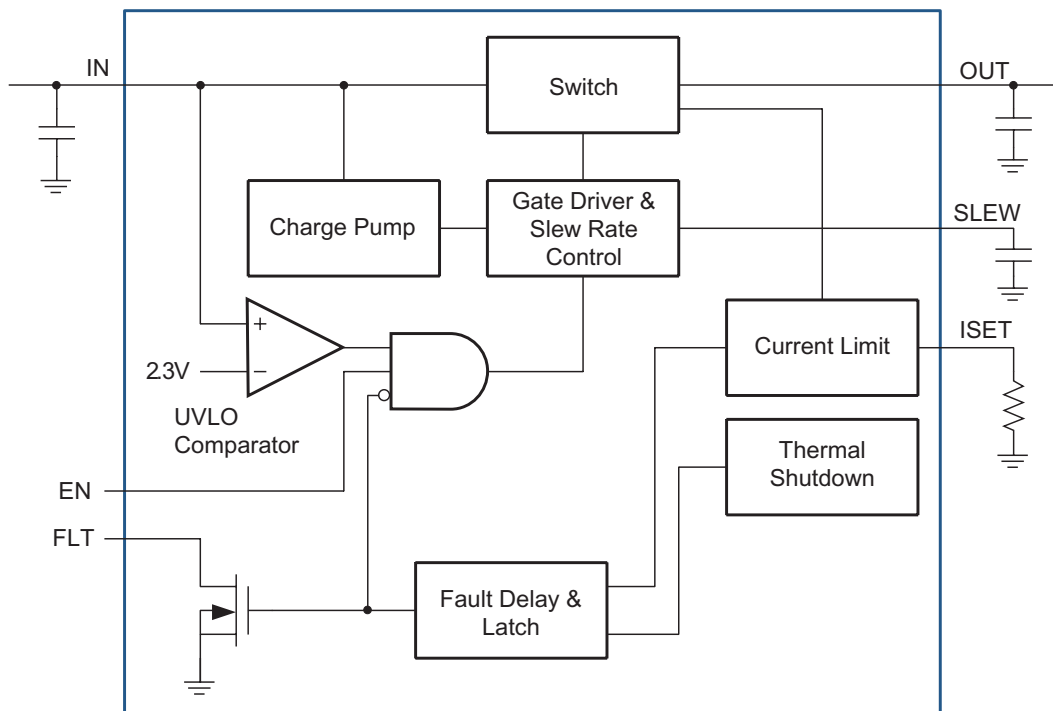 IN
OUT
Switch
Charge Pump
Gate Driver &
Slew Rate
Control
SLEW
+
2.3V
−
UVLO
Comparator
Current Limit
ISET
Thermal
Shutdown
EN
FLT
Fault Delay &
Latch